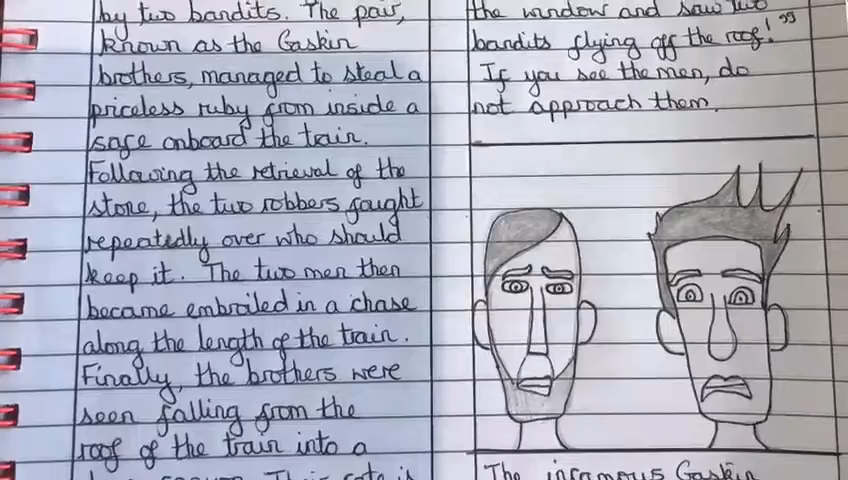 by two bandits. The pair,
known as the Gaskin
brothers, managed to steal a
priceless ruby from inside a
safe onboard the train.
Following the retrieval of the
stone, the two robbers fought
repeatedly over who should
keep it. The two men then
became embroiled in a chase
along the length of the train.
Finally, the brothers were
seen falling from the
roof of the train into a
the window and saw two
bandits flying off the roof!"
If you see the men, do
not approach them.
The infamous Gaskin